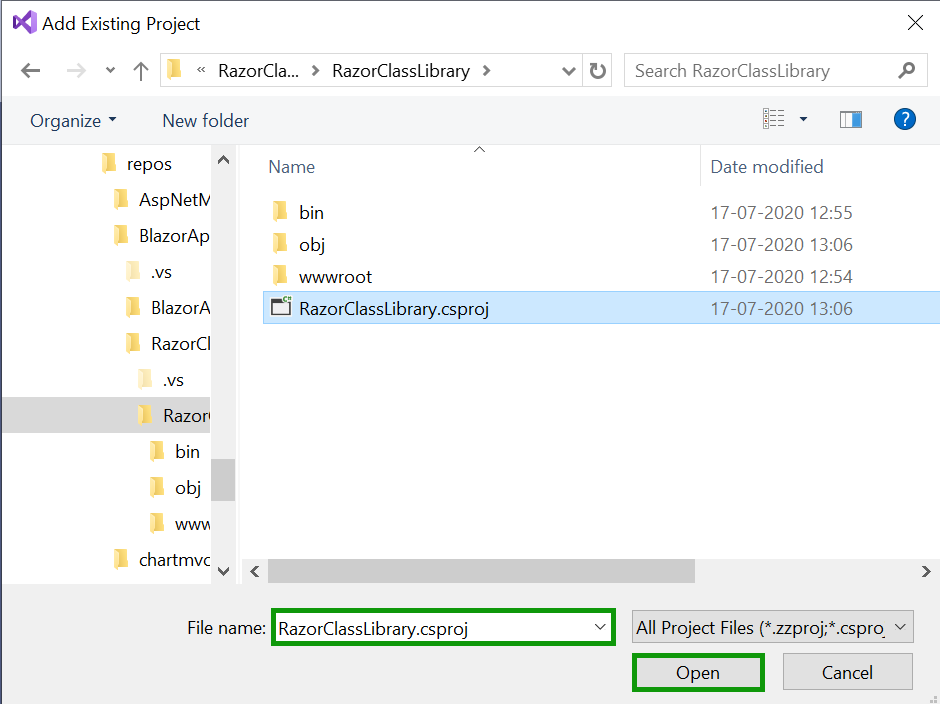 Add Existing Project
« RazorCla... > RazorClassLibrary > Search RazorClassLibrary
Organize New folder ?
repos
AspNetM
BlazorAp
.vs
BlazorA
RazorCl
.vs
Razor
bin
obj
www
chartmvc
Name Date modified
bin 17-07-2020 12:55
obj 17-07-2020 13:06
wwwroot 17-07-2020 12:54
RazorClassLibrary.csproj 17-07-2020 13:06
File name: RazorClassLibrary.csproj All Project Files (*.zzproj;*.csproj
Open Cancel